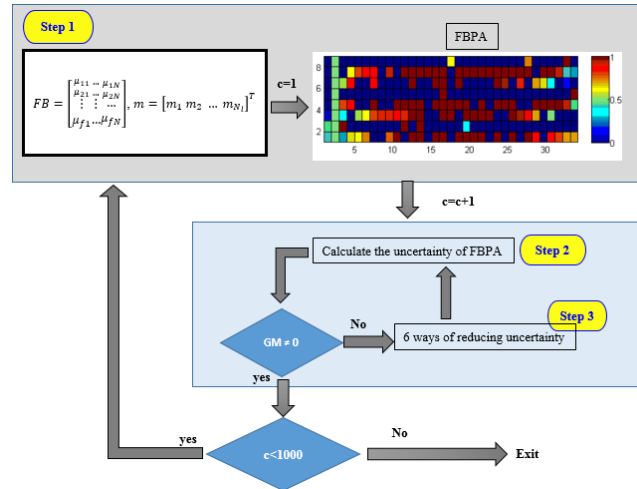 Step 1
FBPA
FB = [μ11 ... μ1N
μ21 ... μ2N
⋮ ⋮ ...
μf1 ... μfN], m = [m1 m2 ... mNl]^T
c=1
8
6
4
2
5 10 15 20 25 30
1
0.5
0
c=c+1
Calculate the uncertainty of FBPA
Step 2
Step 3
GM ≠ 0
No
6 ways of reducing uncertainty
yes
yes
c<1000
No
Exit